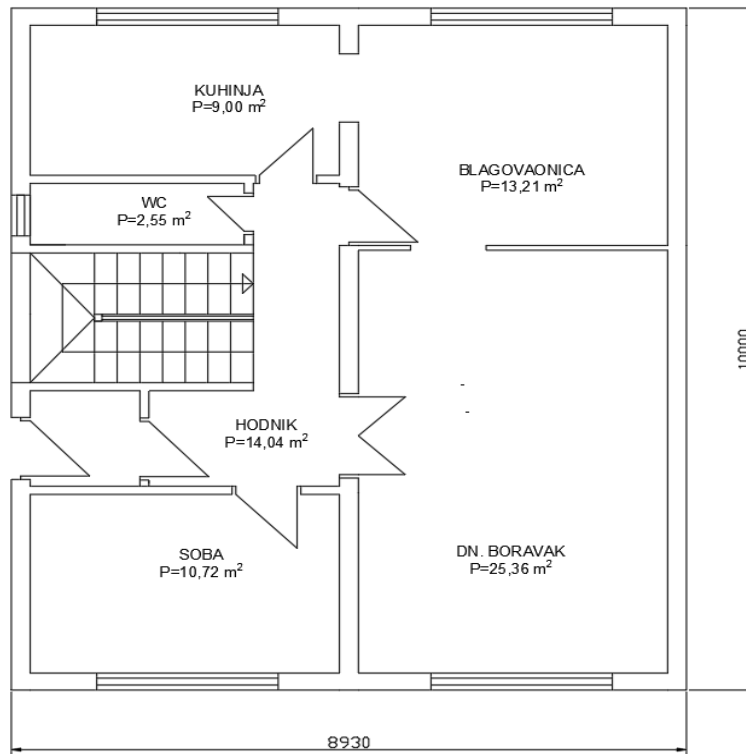 KUHINJA
P=9,00 m²
BLAGOVAONICA
P=13,21 m²
WC
P=2,55 m²
10000
HODNIK
P=14,04 m²
SOBA
P=10,72 m²
DN. BORAVAK
P=25,36 m²
8930